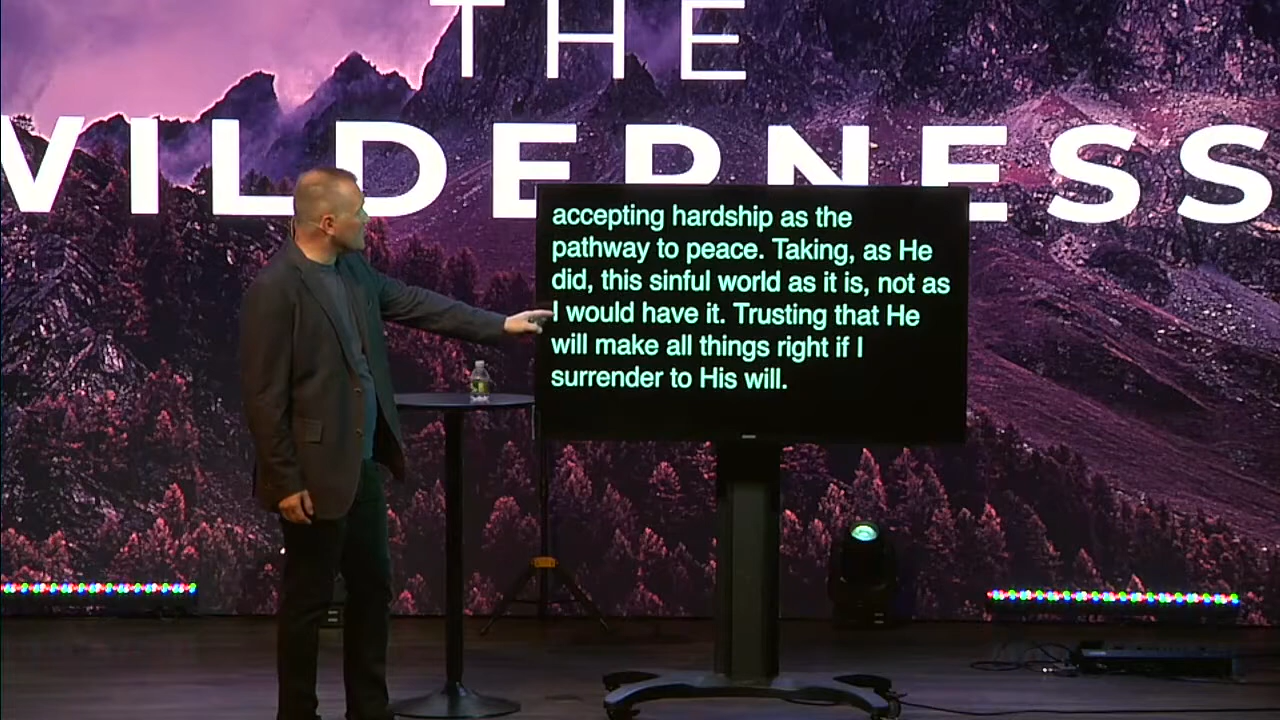 THE
WILDERNESS
accepting hardship as the
pathway to peace. Taking, as He
did, this sinful world as it is, not as
I would have it. Trusting that He
will make all things right if I
surrender to His will.